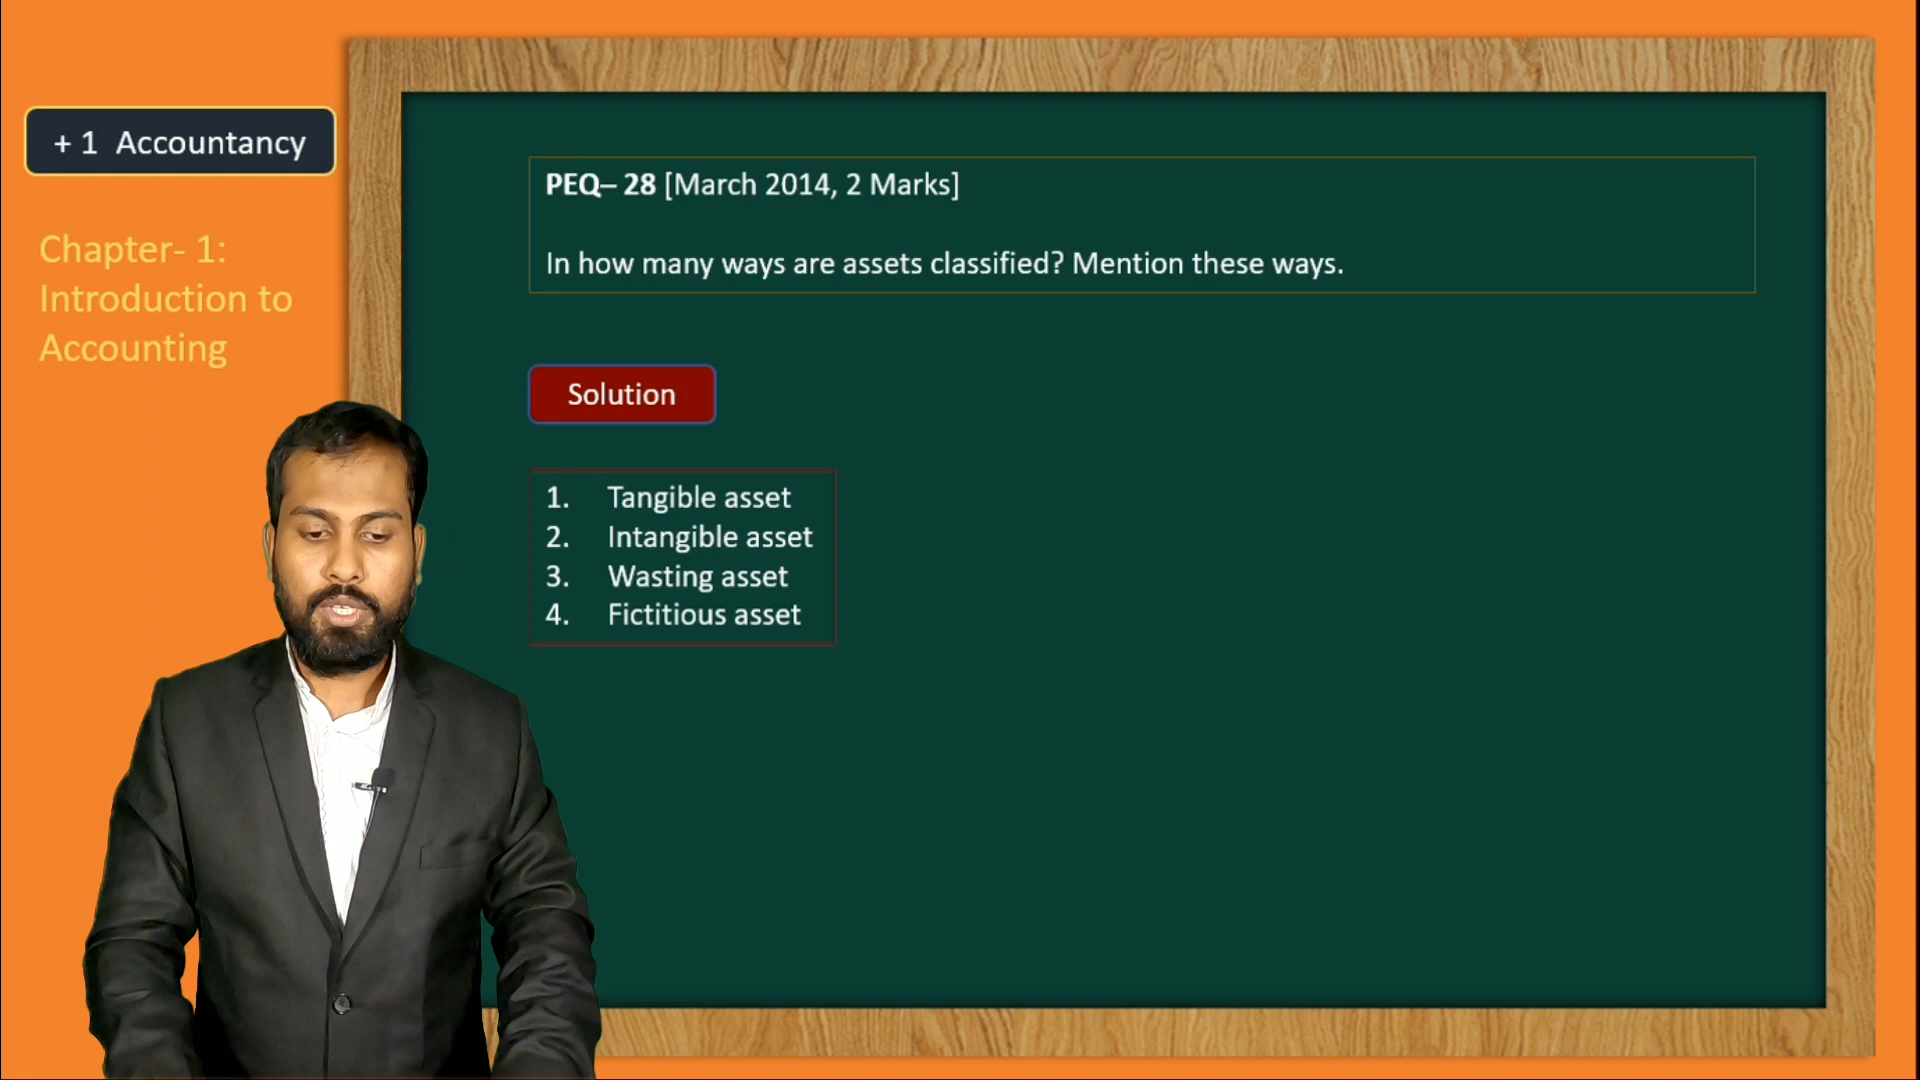 + 1 Accountancy
Chapter- 1:
Introduction to
Accounting
PEQ– 28 [March 2014, 2 Marks]
In how many ways are assets classified? Mention these ways.
Solution
1. Tangible asset
2. Intangible asset
3. Wasting asset
4. Fictitious asset